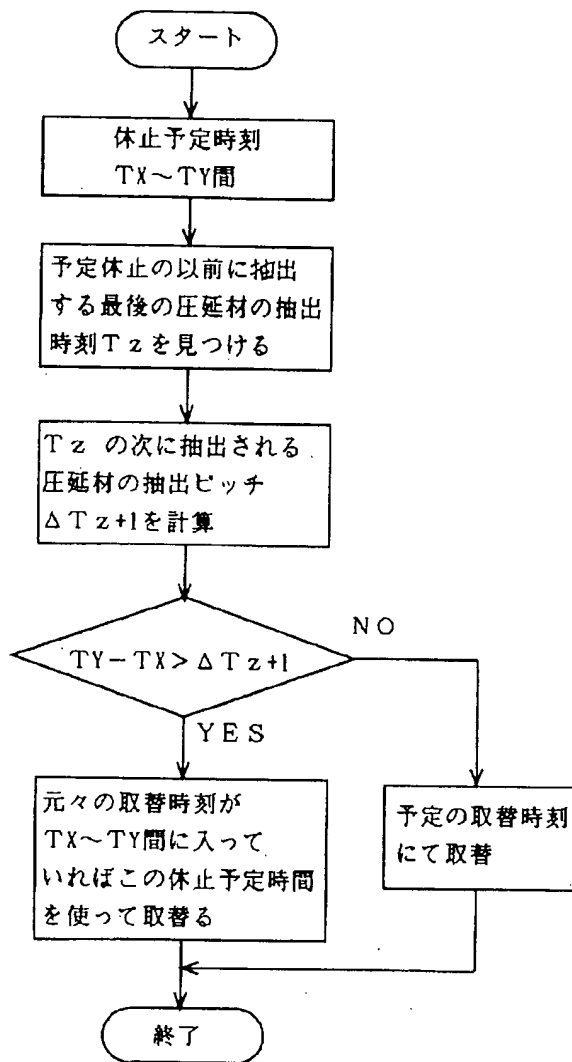 スタート
休止予定時刻
TX～TY間
予定休止の以前に抽出
する最後の圧延材の抽出
時刻Tzを見つける
Tz の次に抽出される
圧延材の抽出ピッチ
ΔTz+1を計算
TY－TX＞ΔTz+1
NO
YES
元々の取替時刻が
TX～TY間に入って
いればこの休止予定時間
を使って取替る
予定の取替時刻
にて取替
終了